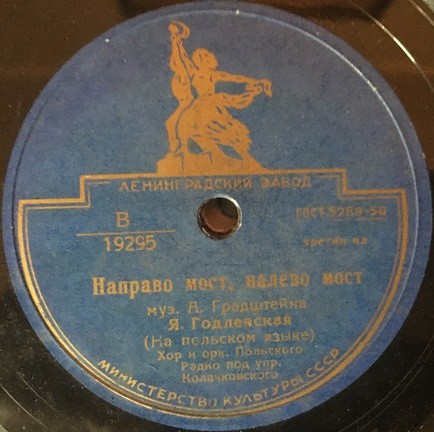 ЛЕНИНГРАДСКИЙ ЗАВОД
В
19295
ГОСТ 5289-50
третий кл
Направо мост, налево мост
муз. А. Градштейна
Я. Годлевская
(На польском языке)
Хор и орк. Польского
Радио под упр.
Колачковского
МИНИСТЕРСТВО КУЛЬТУРЫ СССР